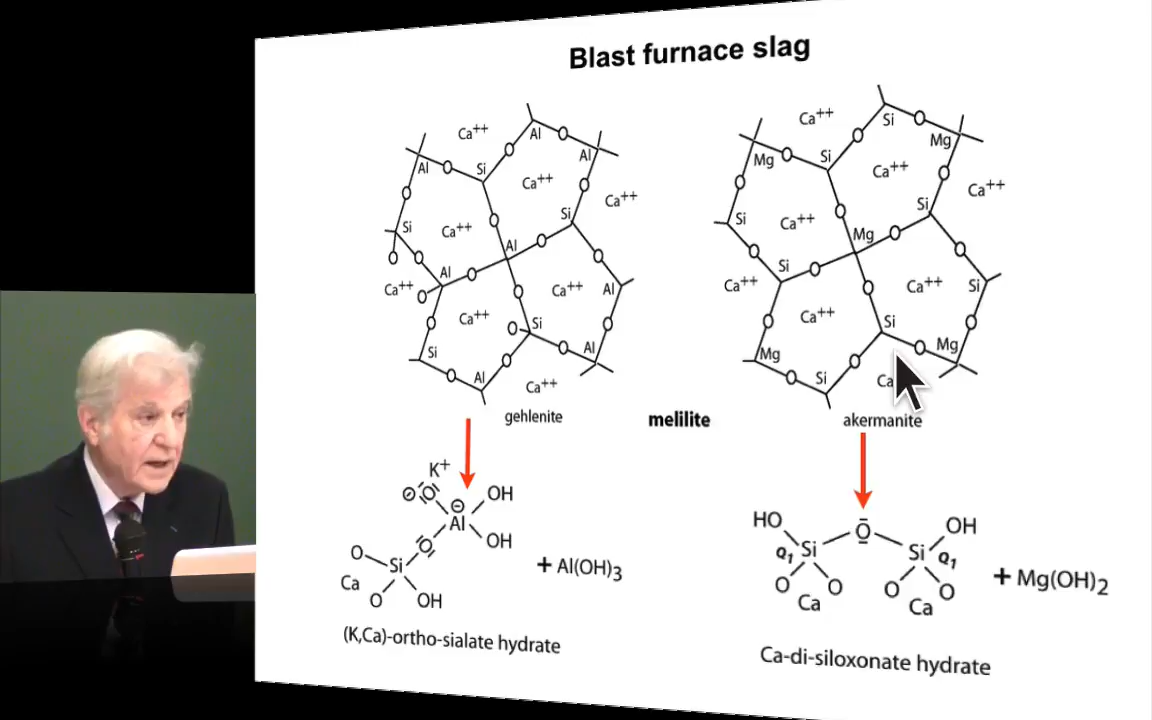 Blast furnace slag
Ca++ Al O
Al O Si O Al
Ca++
O O Ca++
Si Ca++ O Si
O O Al O O
Ca++ O Al O
Ca++ Ca++ O Al
O O Si O
Si O Al
O Al O Ca++
gehlenite
melilite
Ca++ Si O
Mg O Si O Mg
Ca++
O O Ca++
Si Ca++ O Si
O Mg O O
Ca++ Si O
Ca++ O Ca++ Si
O Si O
Mg O Mg
O Si O Ca
akermanite
K+
⊖ O ⊖ OH
Al
O OH
O Si
Ca
O OH
+ Al(OH)3
(K,Ca)-ortho-sialate hydrate
HO O OH
Q1 Si Si Q1
O O O O
Ca Ca
+ Mg(OH)2
Ca-di-siloxonate hydrate